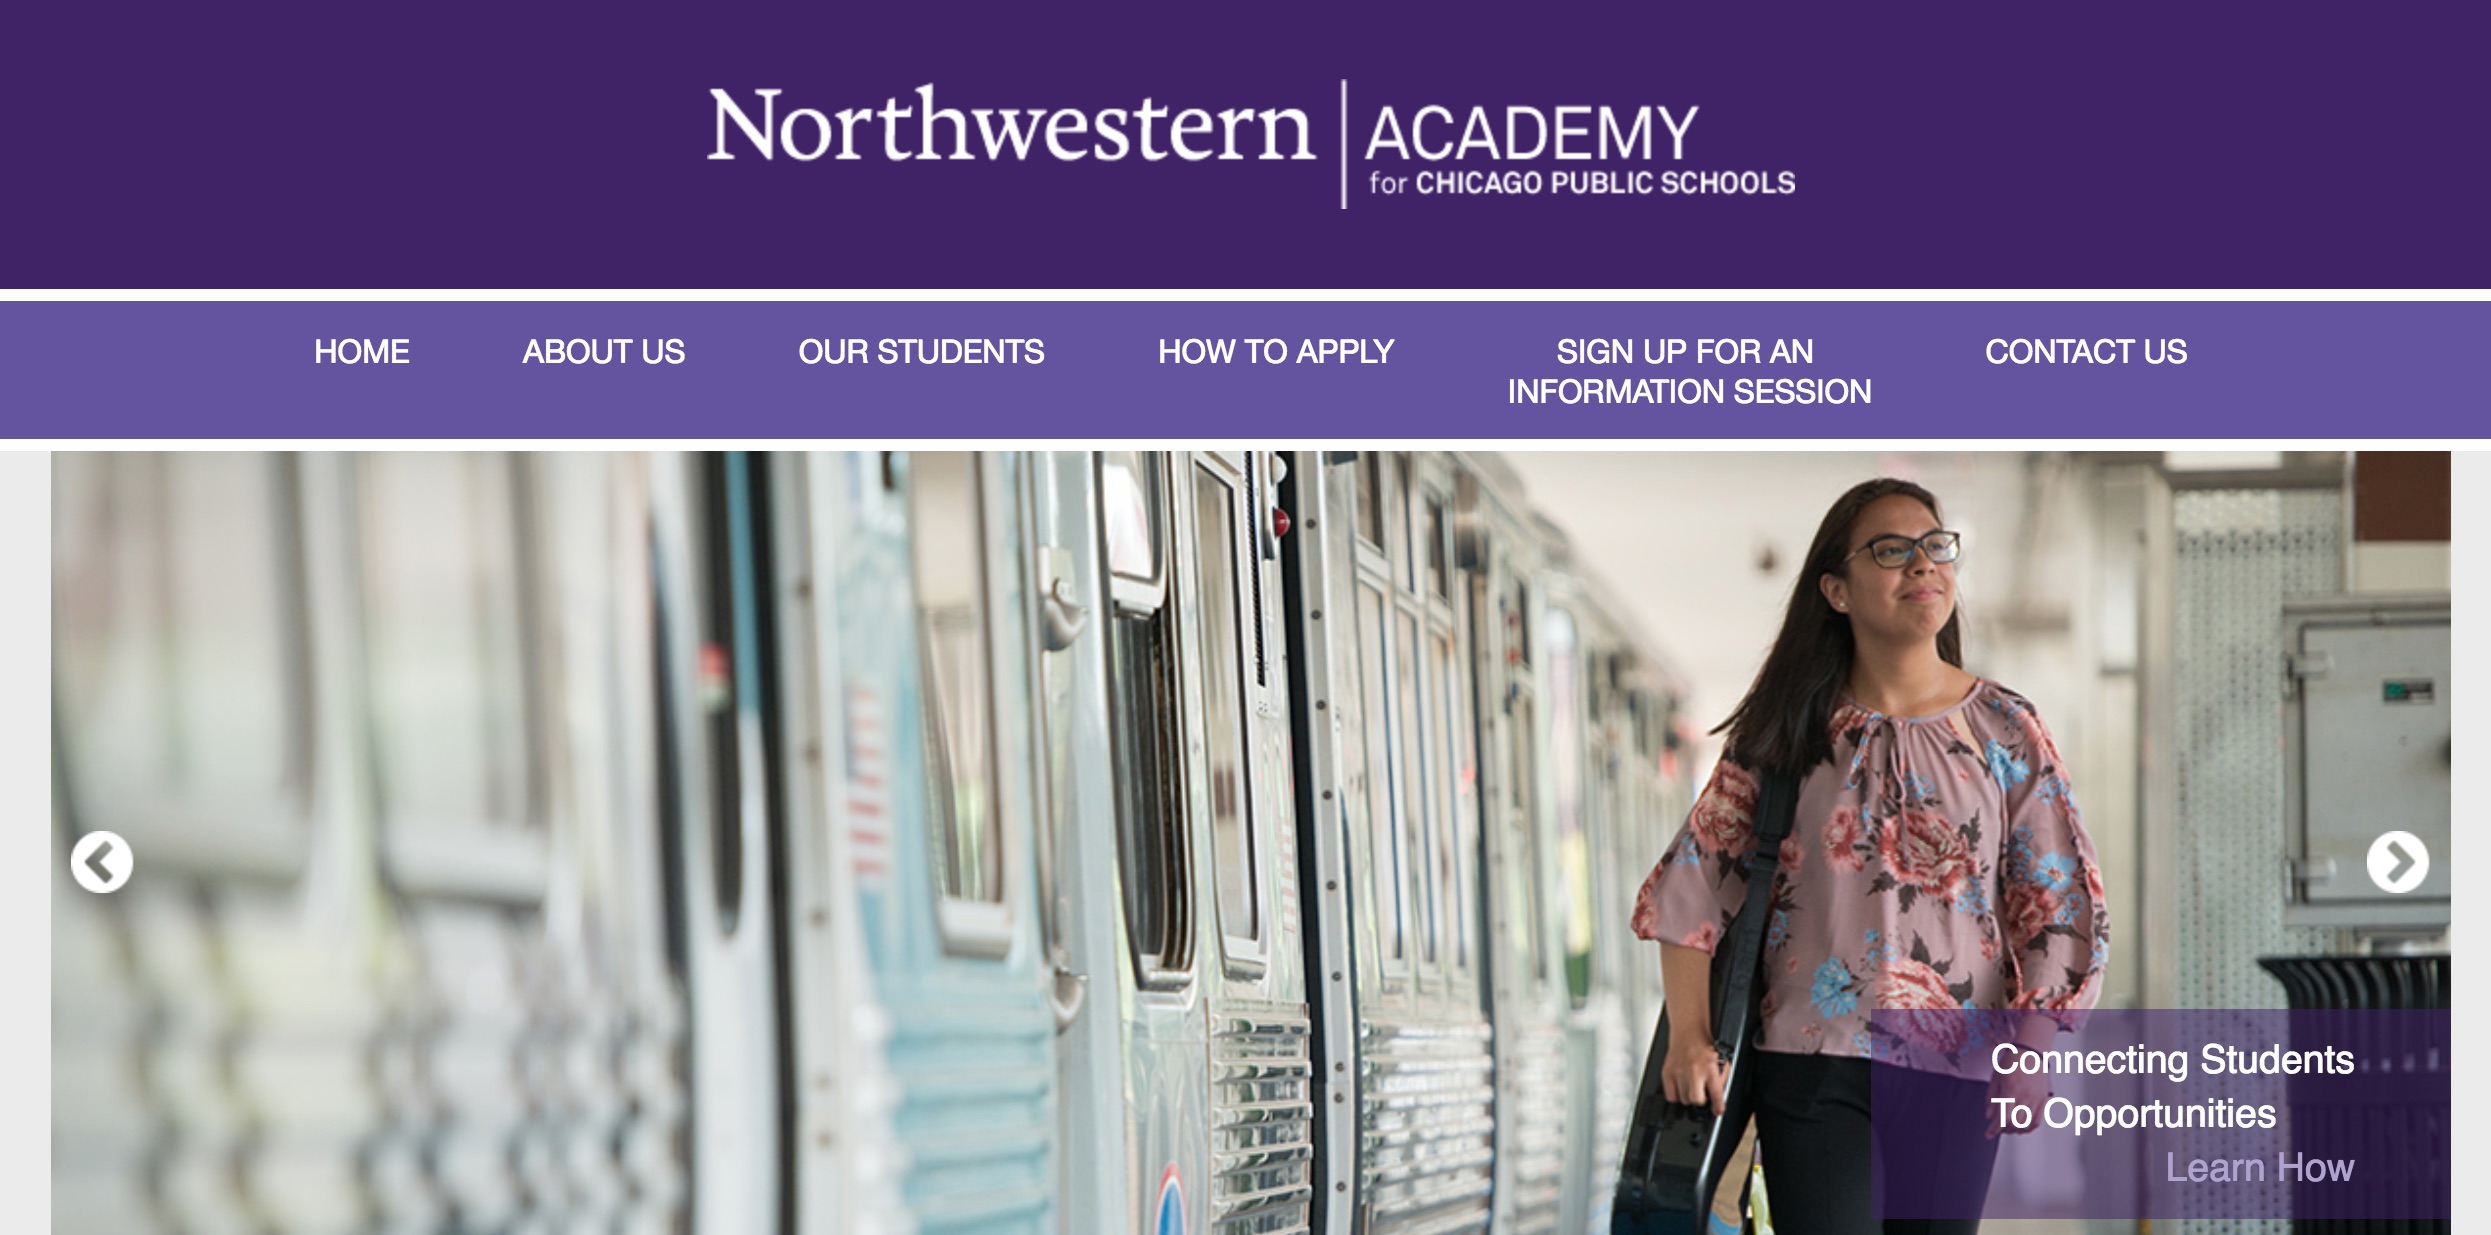 Northwestern
ACADEMY
for CHICAGO PUBLIC SCHOOLS
HOME
ABOUT US
OUR STUDENTS
HOW TO APPLY
SIGN UP FOR AN
INFORMATION SESSION
CONTACT US
Connecting Students
To Opportunities
Learn How